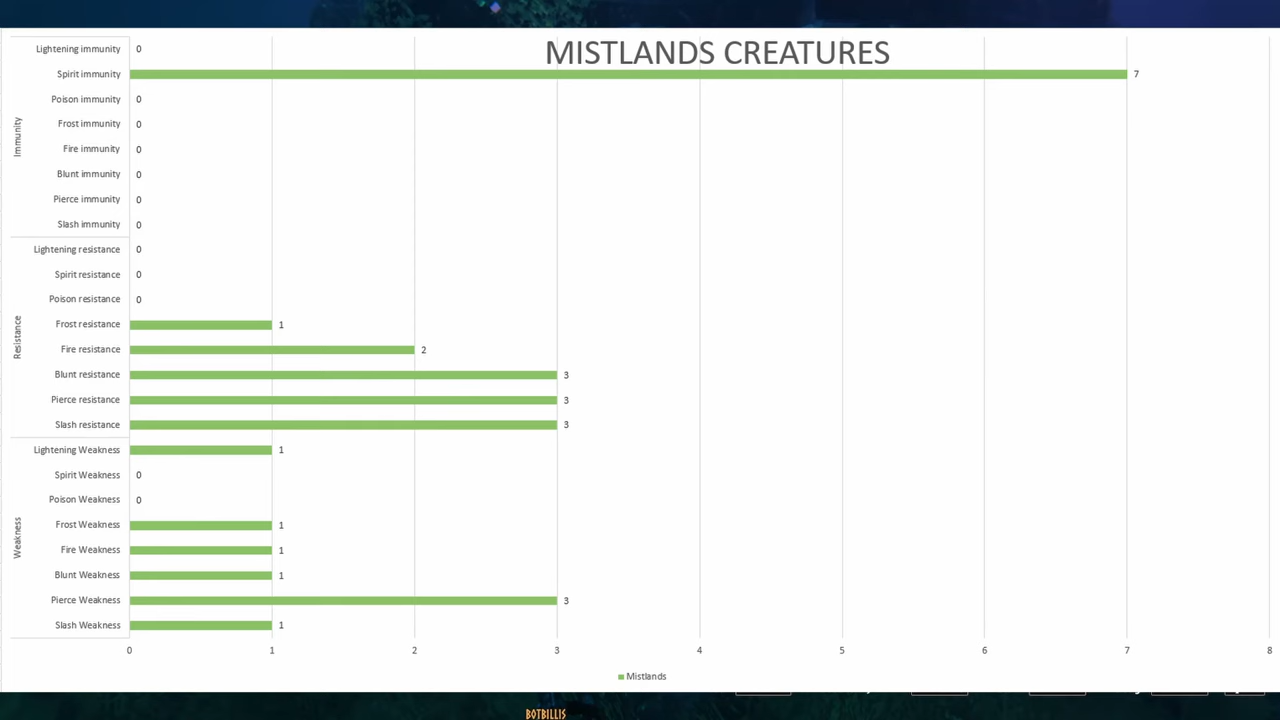 MISTLANDS CREATURES
Immunity
Lightening immunity 0
Spirit immunity 7
Poison immunity 0
Frost immunity 0
Fire immunity 0
Blunt immunity 0
Pierce immunity 0
Slash immunity 0
Resistance
Lightening resistance 0
Spirit resistance 0
Poison resistance 0
Frost resistance 1
Fire resistance 2
Blunt resistance 3
Pierce resistance 3
Slash resistance 3
Weakness
Lightening Weakness 1
Spirit Weakness 0
Poison Weakness 0
Frost Weakness 1
Fire Weakness 1
Blunt Weakness 1
Pierce Weakness 3
Slash Weakness 1
0 1 2 3 4 5 6 7 8
Mistlands
BOTBILLIS